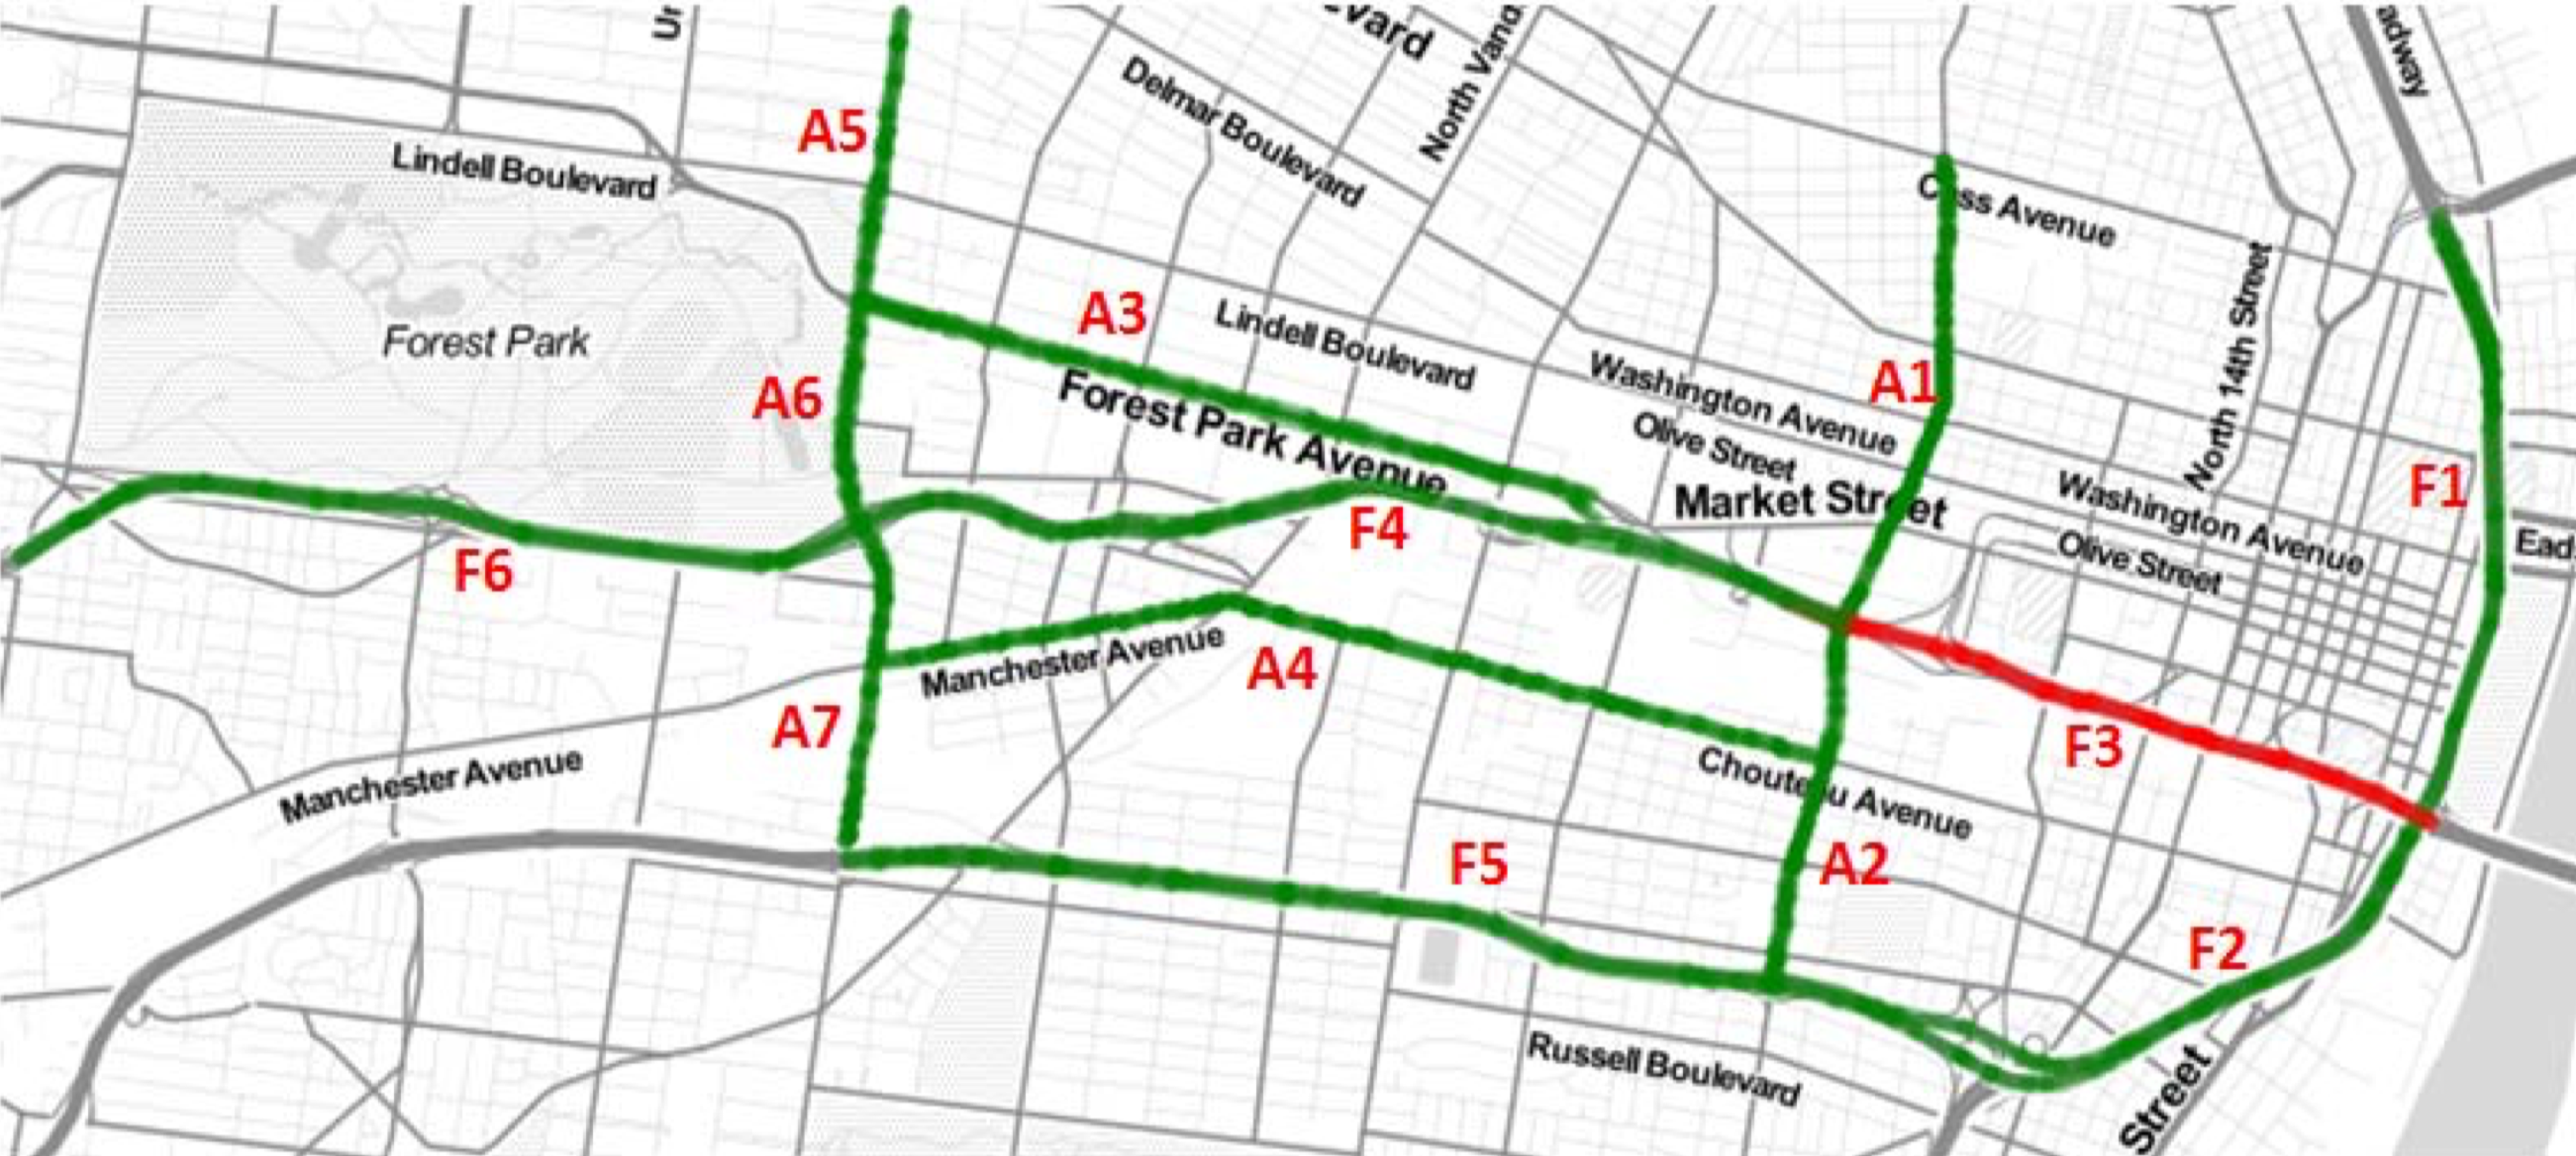 adway
A5
Delmar Boulevard
Lindell Boulevard
Cass Avenue
A3
Lindell Boulevard
Forest Park
A6
Forest Park Avenue
Washington Avenue
A1
North 14th Street
Olive Street
Market Street
F1
Washington Avenue
F4
Olive Street
F6
Manchester Avenue
A4
A7
F3
Manchester Avenue
Chouteau Avenue
F5
A2
F2
Russell Boulevard
Street